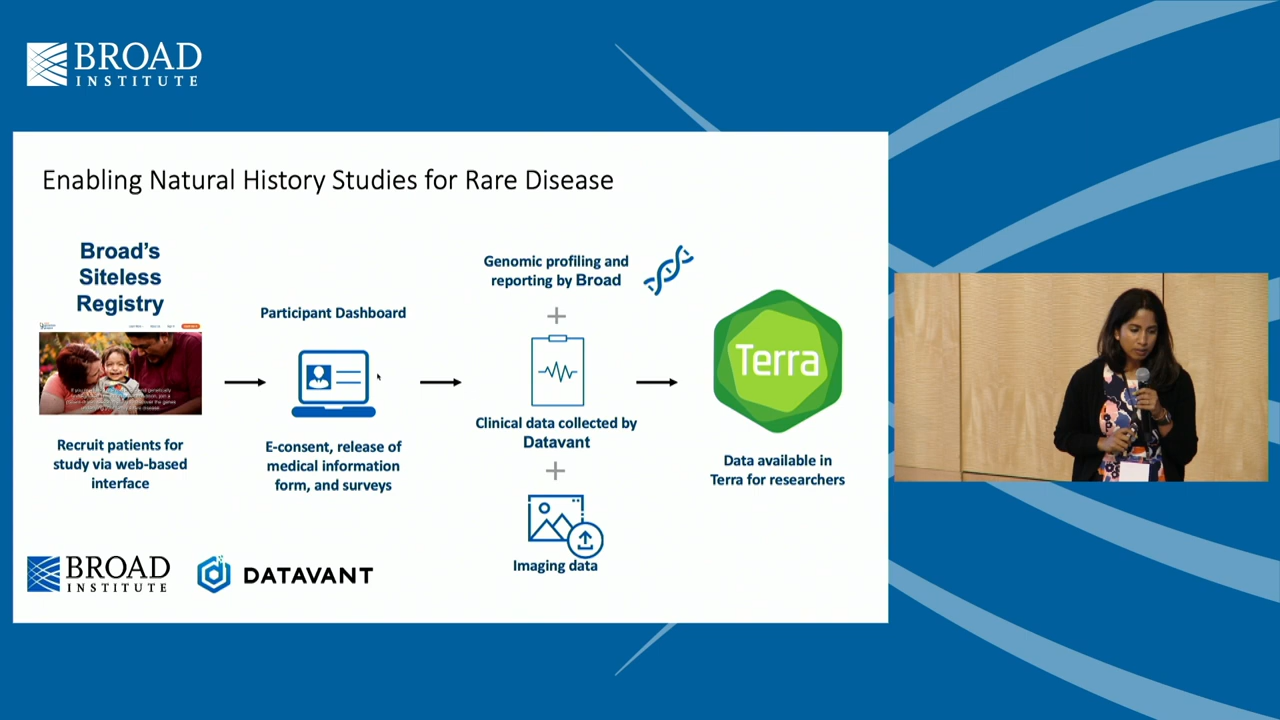 BROAD
INSTITUTE
Enabling Natural History Studies for Rare Disease
Broad's
Siteless
Registry
Recruit patients for
study via web-based
interface
Participant Dashboard
E-consent, release of
medical information
form, and surveys
Genomic profiling and
reporting by Broad
+
Clinical data collected by
Datavant
+
Imaging data
Terra
Data available in
Terra for researchers
BROAD
INSTITUTE
DATAVANT